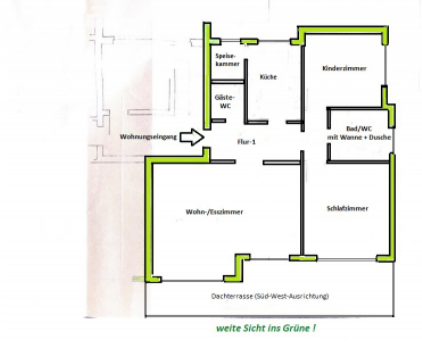 Speise-
kammer
Küche
Kinderzimmer
Gäste-
WC
Wohnungseingang
Flur-1
Bad/WC
mit Wanne + Dusche
Wohn-/Esszimmer
Schlafzimmer
Dachterrasse (Süd-West-Ausrichtung)
weite Sicht ins Grüne !